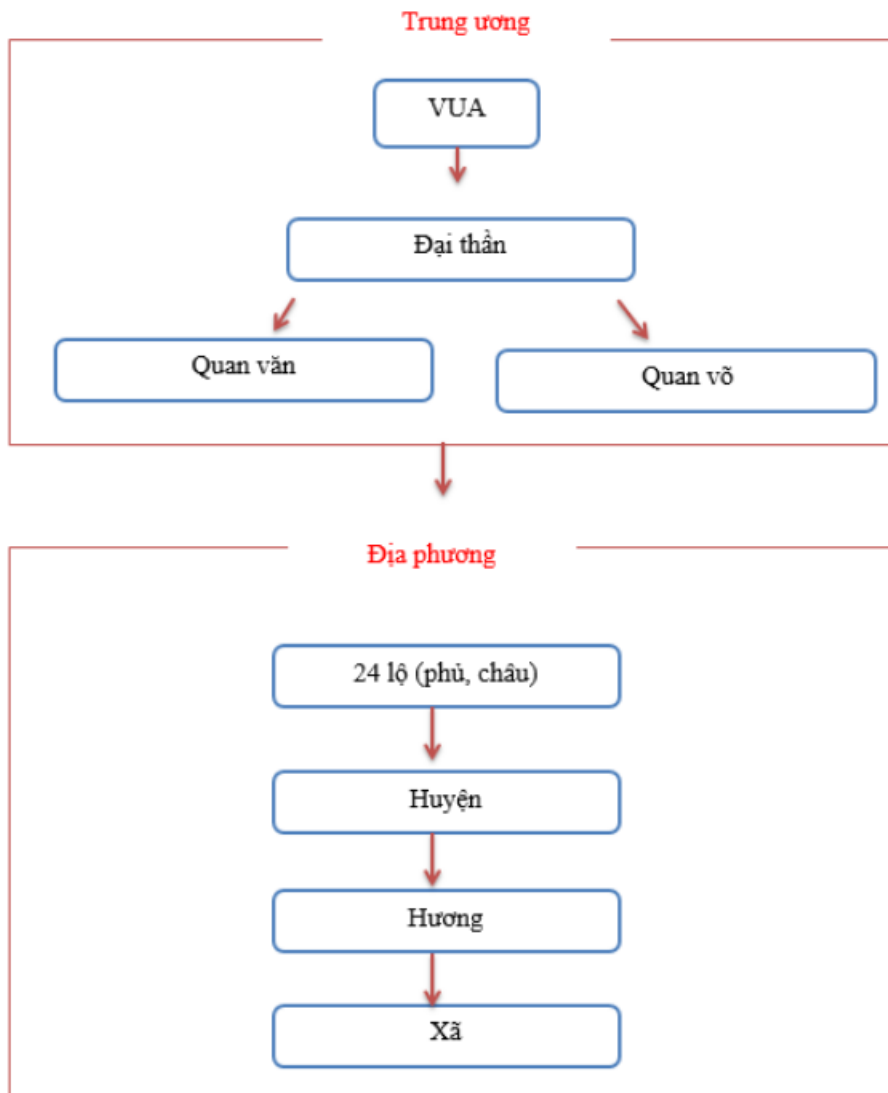 Trung ương
VUA
Đại thần
Quan văn
Quan võ
Địa phương
24 lộ (phủ, châu)
Huyện
Hương
Xã